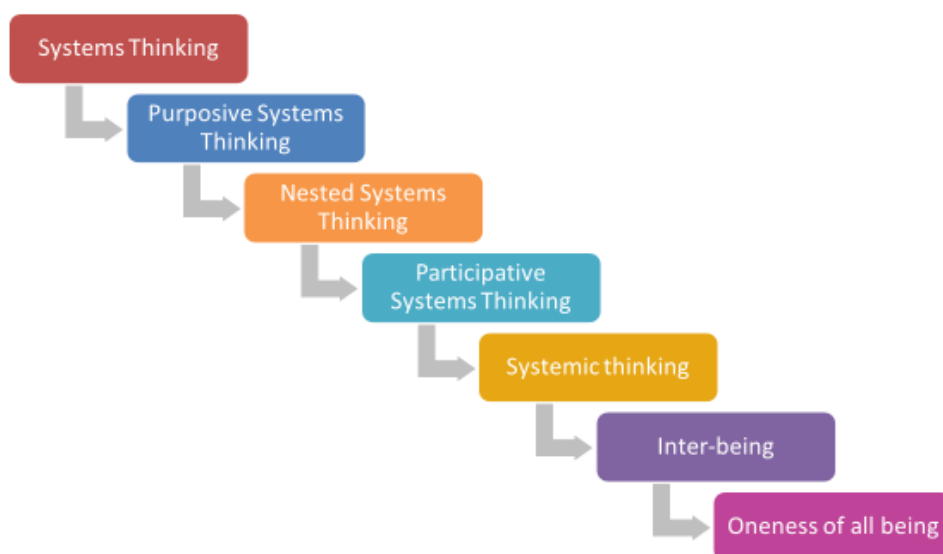 Systems Thinking
Purposive Systems
Thinking
Nested Systems
Thinking
Participative
Systems Thinking
Systemic thinking
Inter-being
Oneness of all being